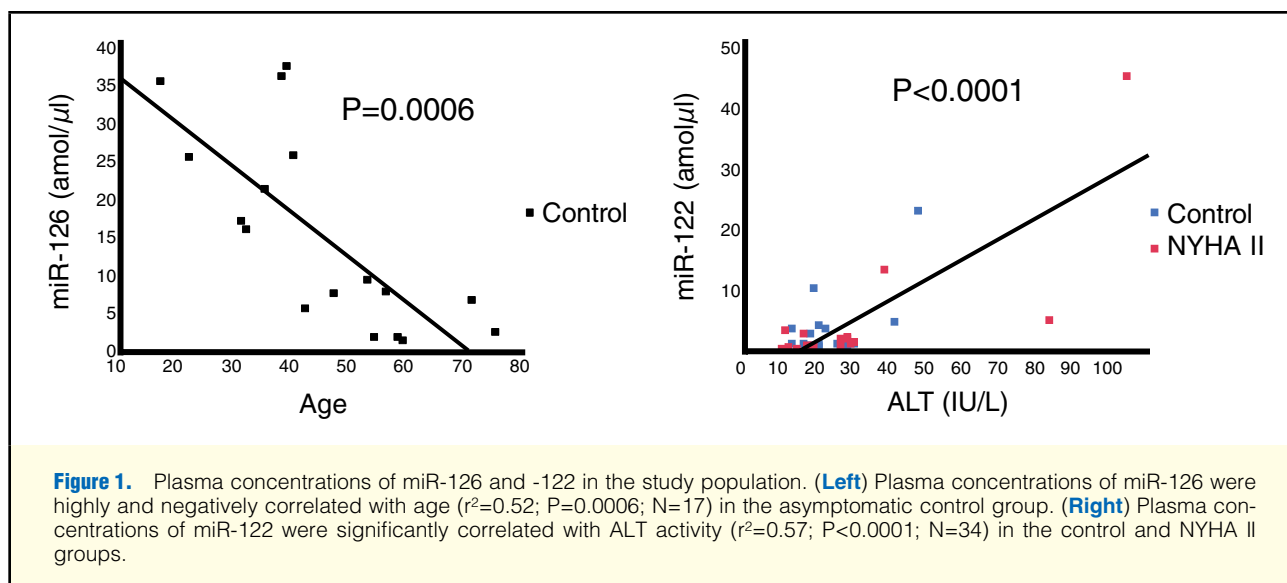 40
35
30
25
20
15
10
5
0
miR-126 (amol/μl)
P=0.0006
Control
10 20 30 40 50 60 70 80
Age
50
40
30
20
10
miR-122 (amolμl)
P<0.0001
Control
NYHA II
0 10 20 30 40 50 60 70 80 90 100
ALT (IU/L)
Figure 1. Plasma concentrations of miR-126 and -122 in the study population. (Left) Plasma concentrations of miR-126 were
highly and negatively correlated with age (r²=0.52; P=0.0006; N=17) in the asymptomatic control group. (Right) Plasma con-
centrations of miR-122 were significantly correlated with ALT activity (r²=0.57; P<0.0001; N=34) in the control and NYHA II
groups.